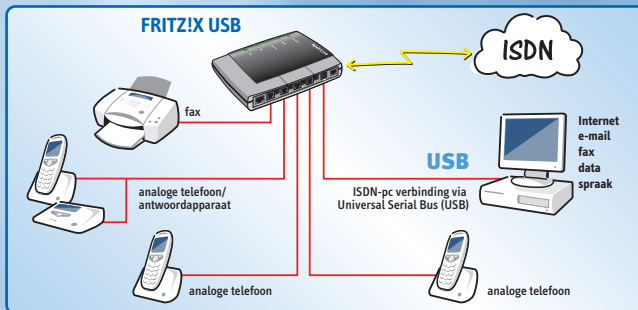 FRITZ!X USB
ISDN
fax
USB
Internet
e-mail
fax
data
spraak
analoge telefoon/
antwoordapparaat
ISDN-pc verbinding via
Universal Serial Bus (USB)
analoge telefoon
analoge telefoon